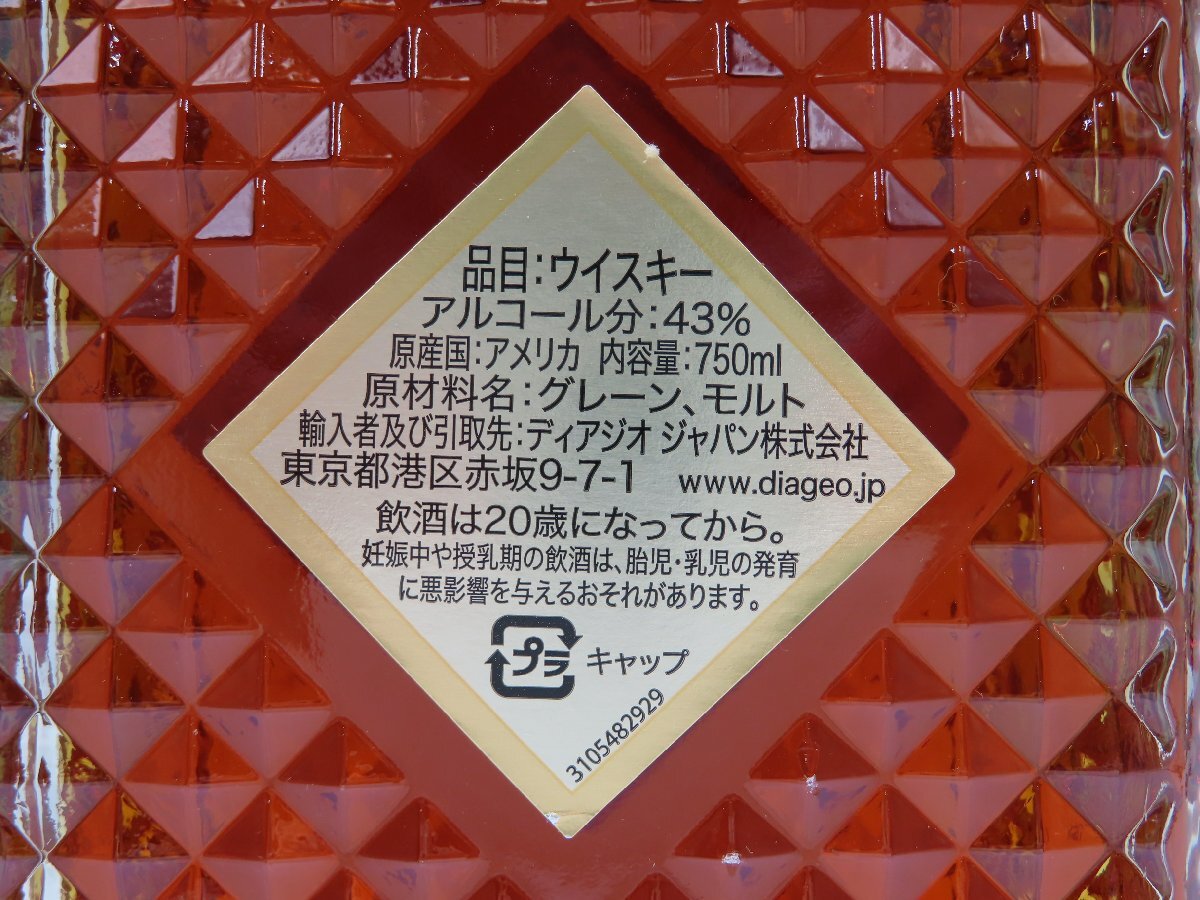 品目:ウイスキー
アルコール分:43%
原産国:アメリカ 内容量:750ml
原材料名:グレーン、モルト
輸入者及び引取先:ディアジオ ジャパン株式会社
東京都港区赤坂9-7-1 www.diageo.jp
飲酒は20歳になってから。
妊娠中や授乳期の飲酒は、胎児・乳児の発育
に悪影響を与えるおそれがあります。
プラ キャップ
3105482929